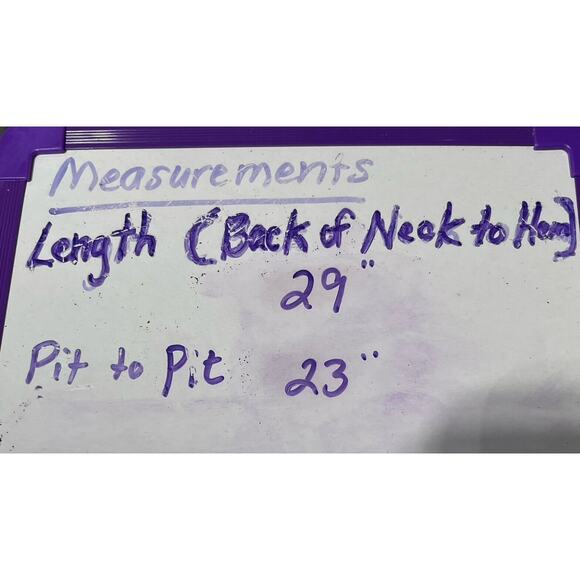 Measurements
Length (Back of Neck to Hem)
29"
Pit to Pit 23"